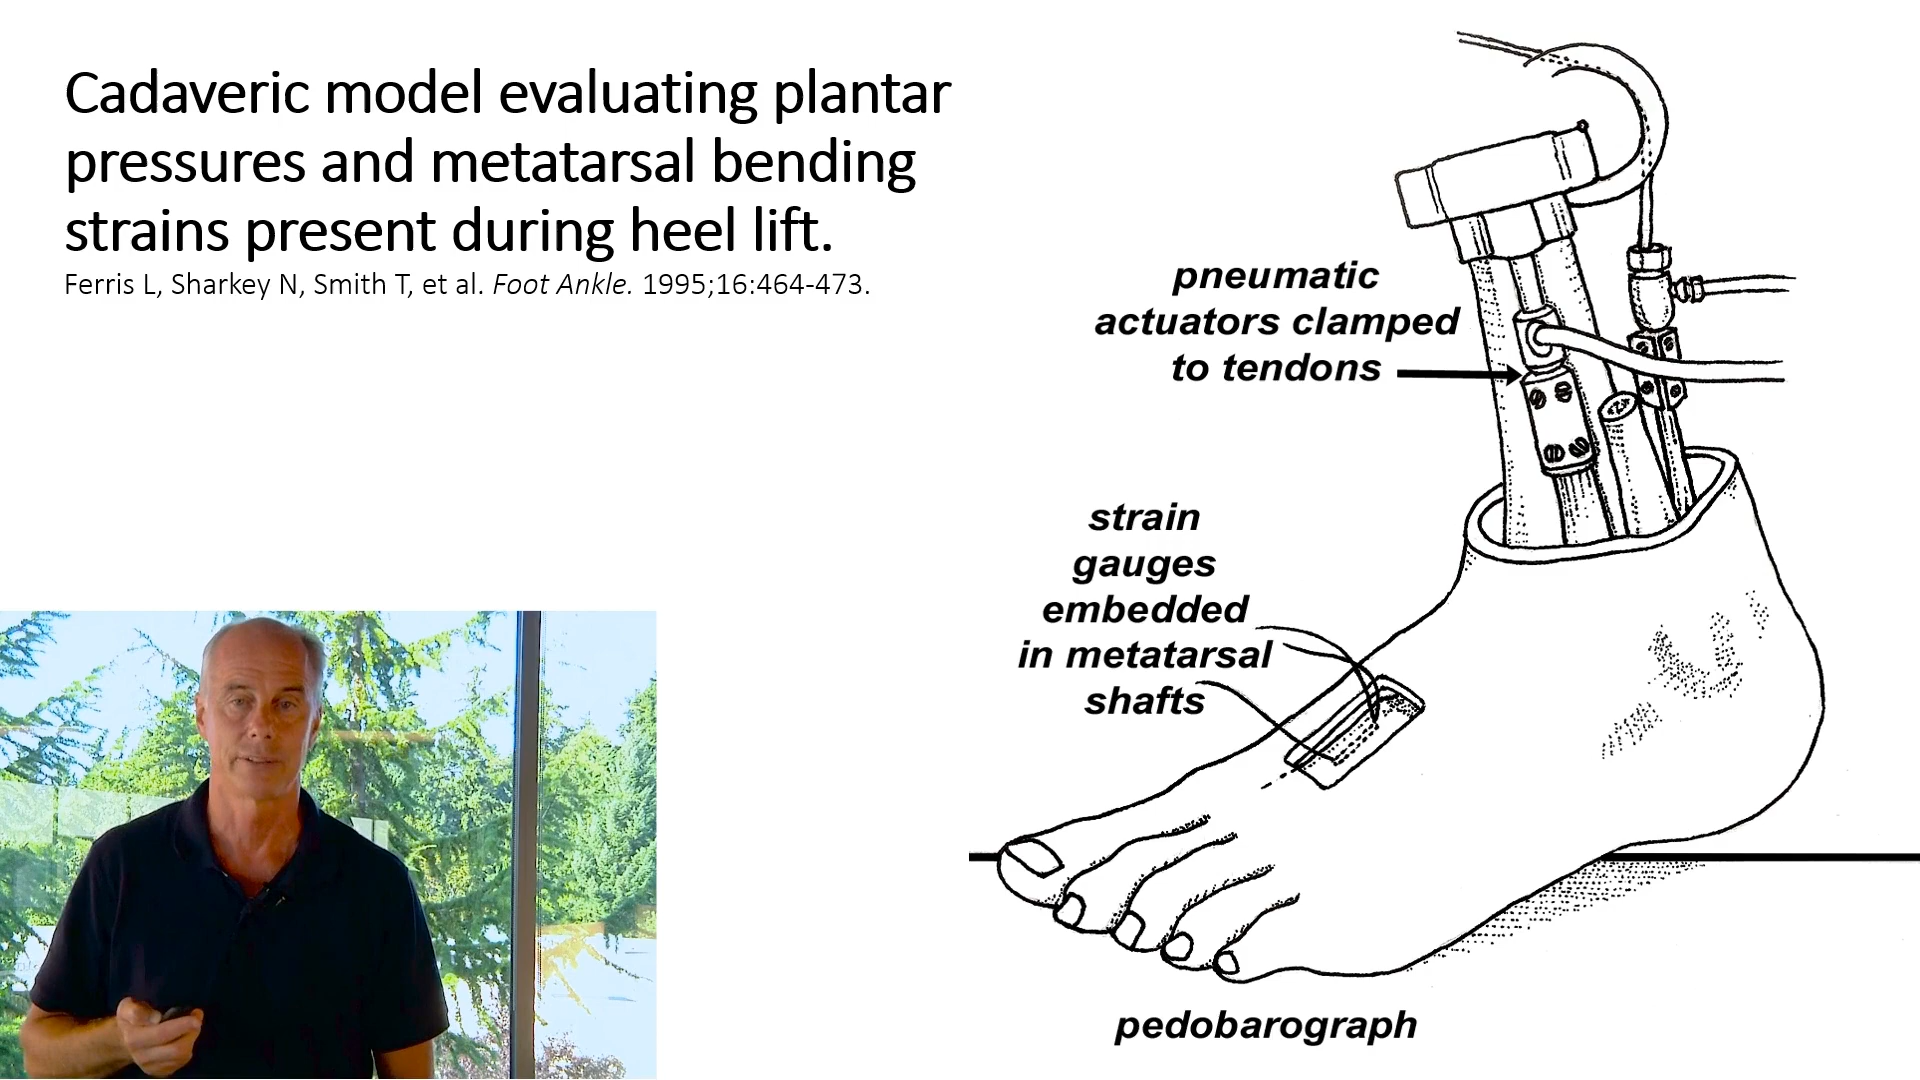 Cadaveric model evaluating plantar
pressures and metatarsal bending
strains present during heel lift.
Ferris L, Sharkey N, Smith T, et al. Foot Ankle. 1995;16:464-473.
pneumatic
actuators clamped
to tendons
strain
gauges
embedded
in metatarsal
shafts
pedobarograph